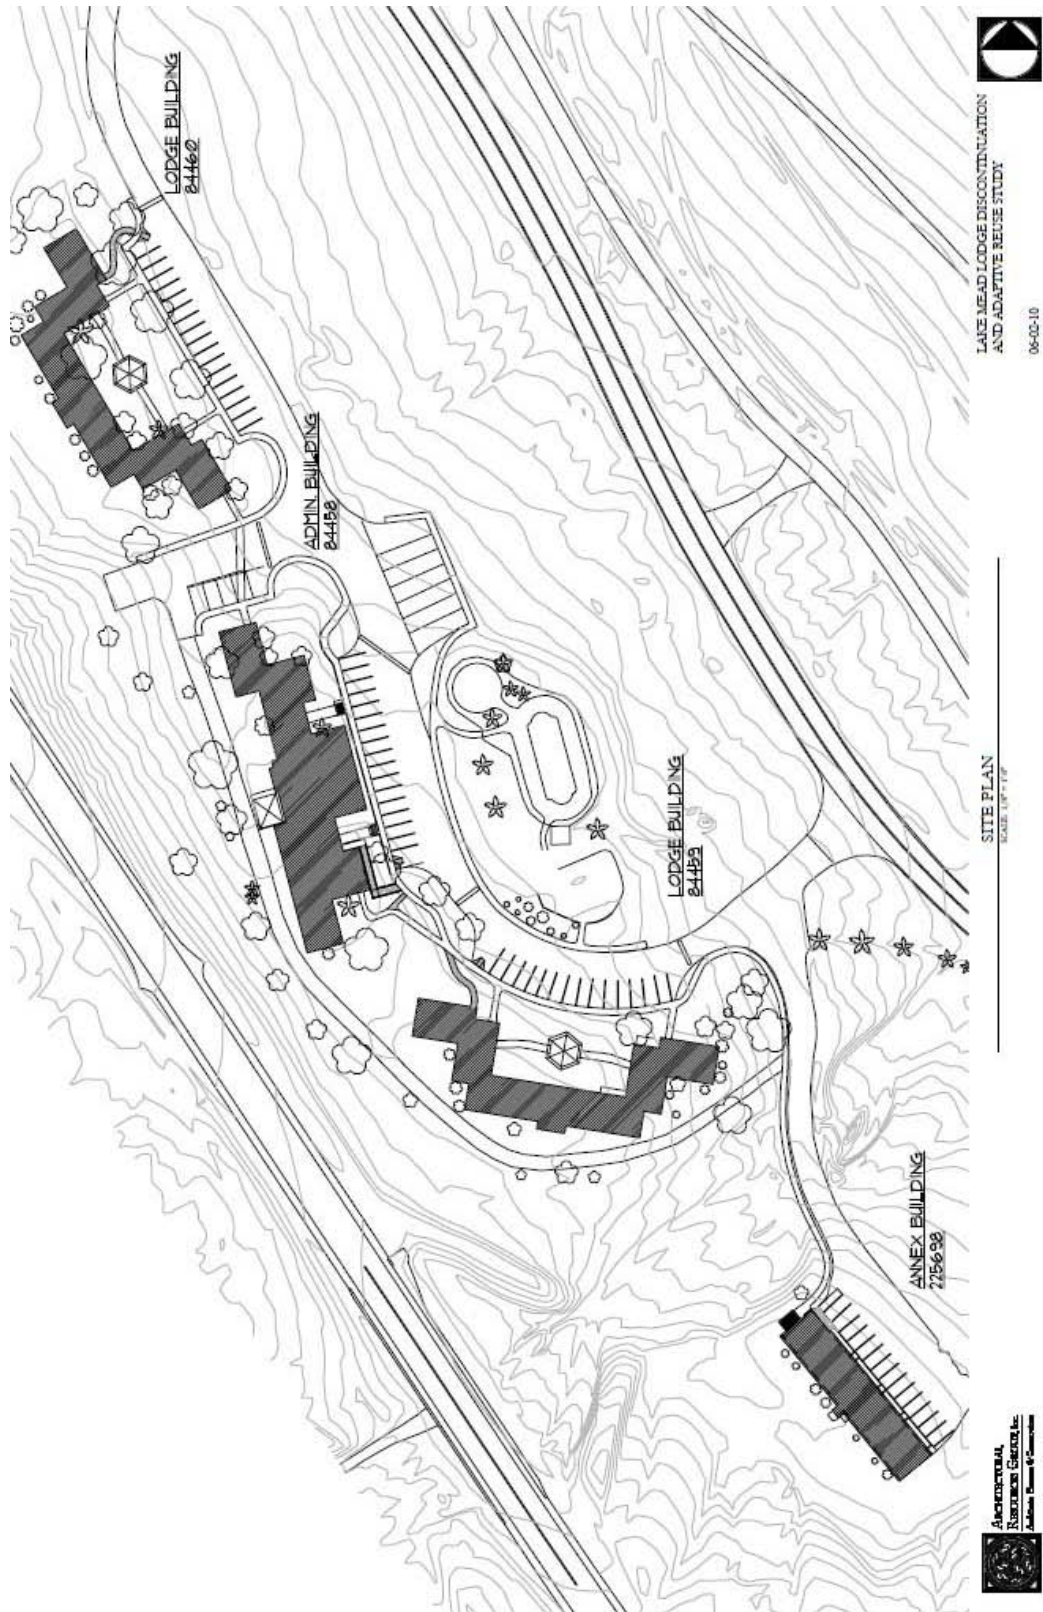 LODGE BUILDING
84460
ADMIN. BUILDING
84458
LODGE BUILDING
84459
ANNEX BUILDING
225698
ARCHITECTURAL
RESOURCES GROUP, Inc.
SITE PLAN
LAKE MEAD LODGE DISCONTINUATION
AND ADAPTIVE REUSE STUDY
06-02-10